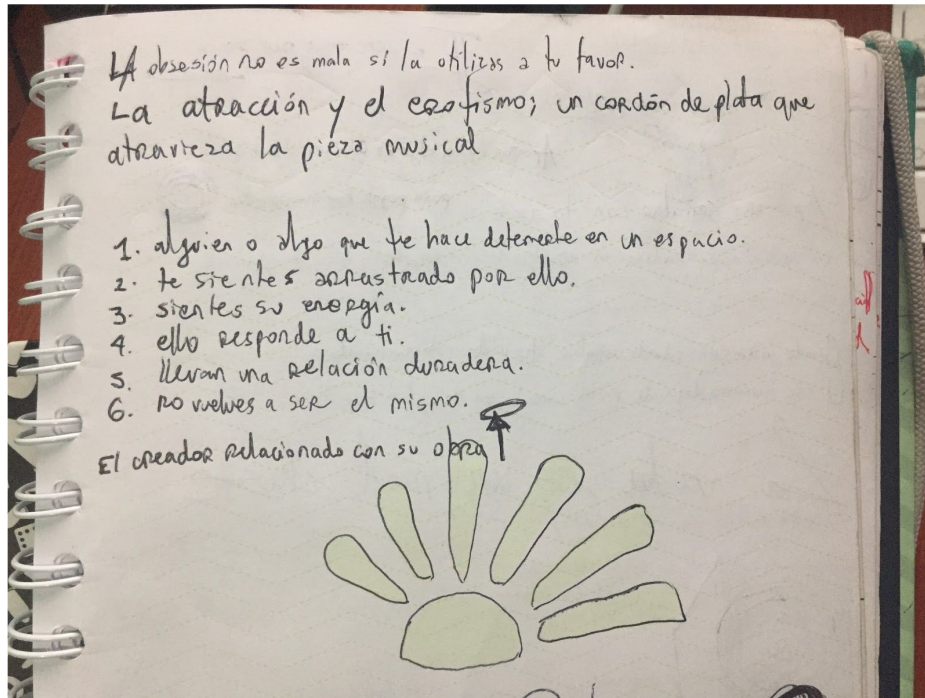 LA obsesión no es mala si la utilizas a tu favor.
La atracción y el erotismo; un cordón de plata que
atravieza la pieza musical
1. alguien o algo que te hace detenerte en un espacio.
2. te sientes arrastrado por ello.
3. sientes su energía.
4. ello responde a ti.
5. llevan una relación duradera.
6. no vuelves a ser el mismo.
El creador relacionado con su obra